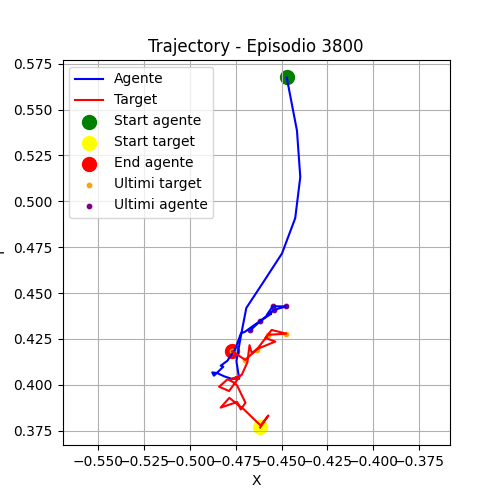 Trajectory - Episodio 3800
Agente
Target
Start agente
Start target
End agente
Ultimi target
Ultimi agente
0.575
0.550
0.525
0.500
0.475
0.450
0.425
0.400
0.375
−0.550 −0.525 −0.500 −0.475 −0.450 −0.425 −0.400 −0.375
X